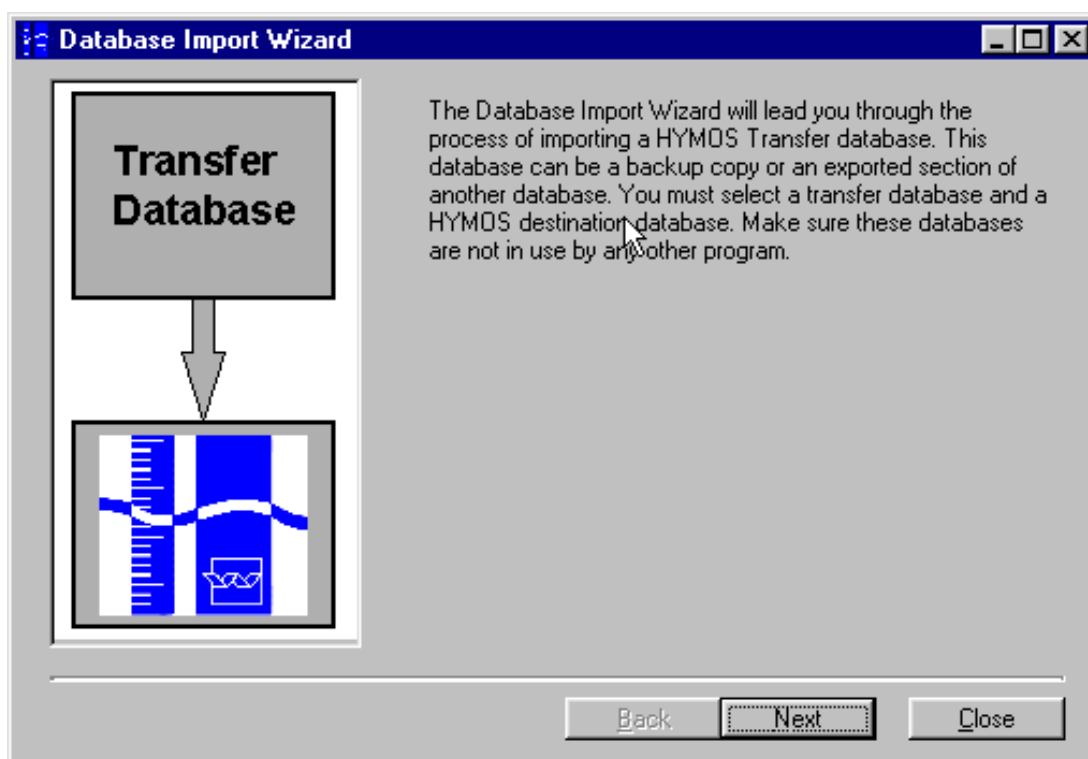 Database Import Wizard
Transfer
Database
The Database Import Wizard will lead you through the
process of importing a HYMOS Transfer database. This
database can be a backup copy or an exported section of
another database. You must select a transfer database and a
HYMOS destination database. Make sure these databases
are not in use by any other program.
Back
Next
Close